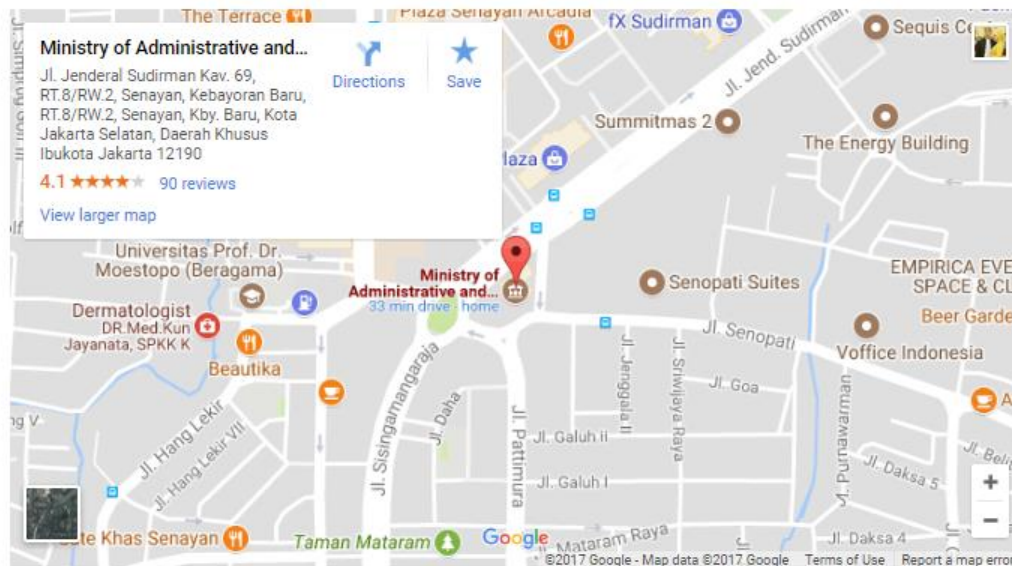 The Terrace
Plaza Senayan Arcadia
fX Sudirman
Sequis
Ministry of Administrative and...
Jl. Jenderal Sudirman Kav. 69,
RT.8/RW.2, Senayan, Kebayoran Baru,
RT.8/RW.2, Senayan, Kby. Baru, Kota
Jakarta Selatan, Daerah Khusus
Ibukota Jakarta 12190
4.1 90 reviews
View larger map
Directions
Save
Jl. Jend. Sudirman
Summitmas 2
The Energy Building
Universitas Prof. Dr.
Moestopo (Beragama)
Ministry of
Administrative and...
33 min drive - home
Senopati Suites
EMPIRICA
SPACE &
Beer
Dermatologist
DR.Med.Kun
Jayanata, SPKK K
Beautika
Jl. Senopati
Voffice Indonesia
Jl. Hang Lekir
Jl. Hang Lekir VII
Jl. Sisingamangaraja
Jl. Daha
Jl. Pattimura
Jl. Jenggala II
Jl. Sriwijaya Raya
Jl. Goa
Jl. Galuh ii
Jl. Galuh I
Jl. Purnawarman
Jl. Daksa 5
Jl. Daksa 4
Khas Senayan
Taman Mataram
Google
Mataram Raya
+
−
©2017 Google - Map data ©2017 Google Terms of Use Report a map error